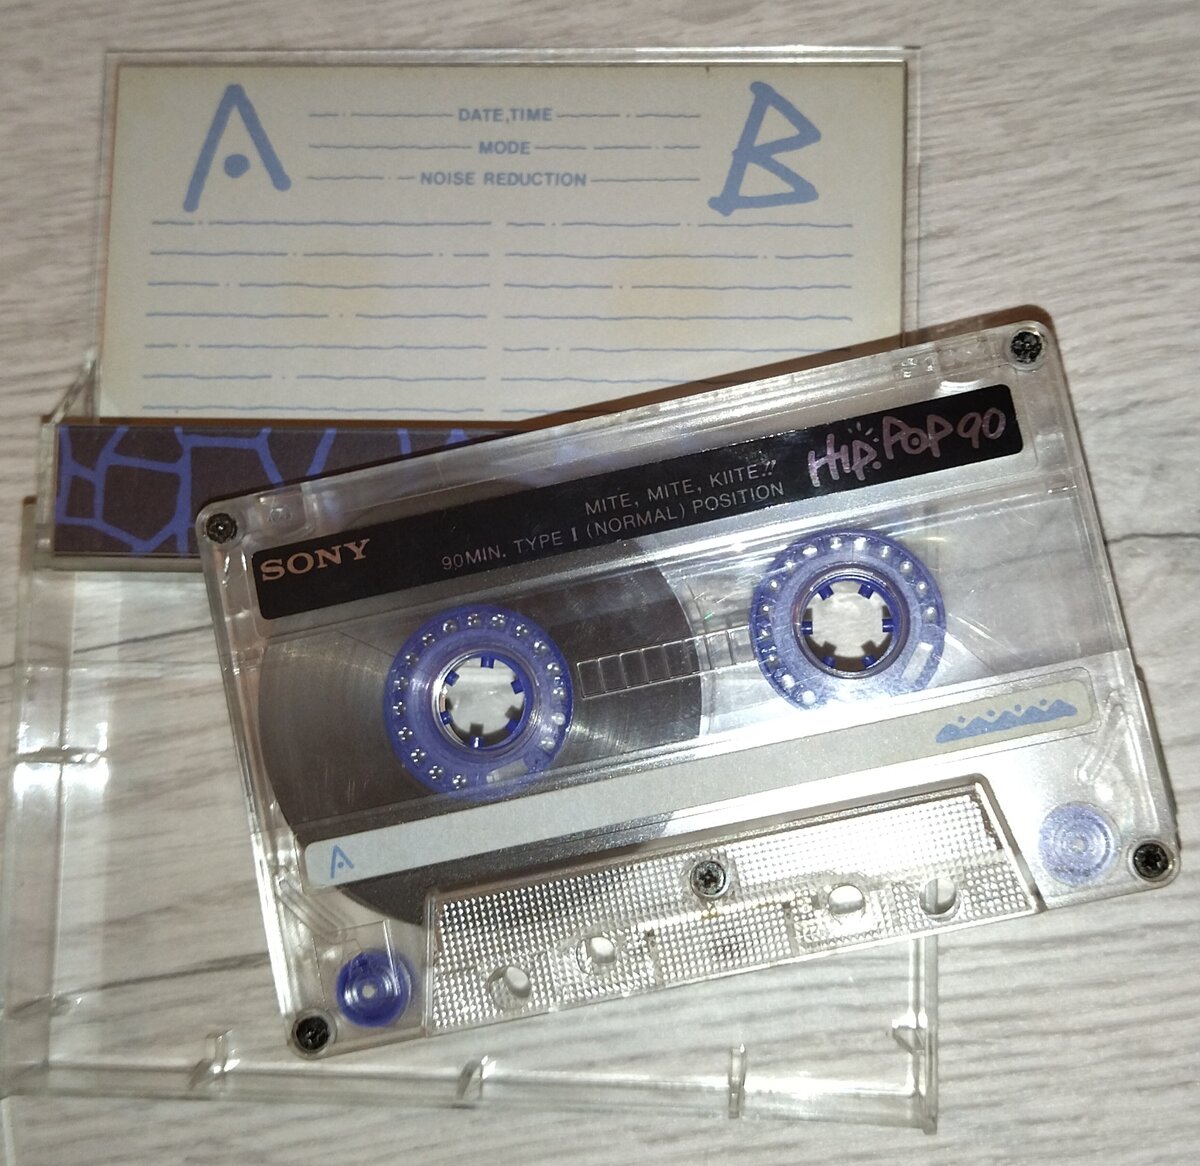 A
B
DATE,TIME
MODE
NOISE REDUCTION
SONY
MITE, MITE, KIITE!!
90MIN. TYPE I (NORMAL) POSITION
HIP. POP 90
A